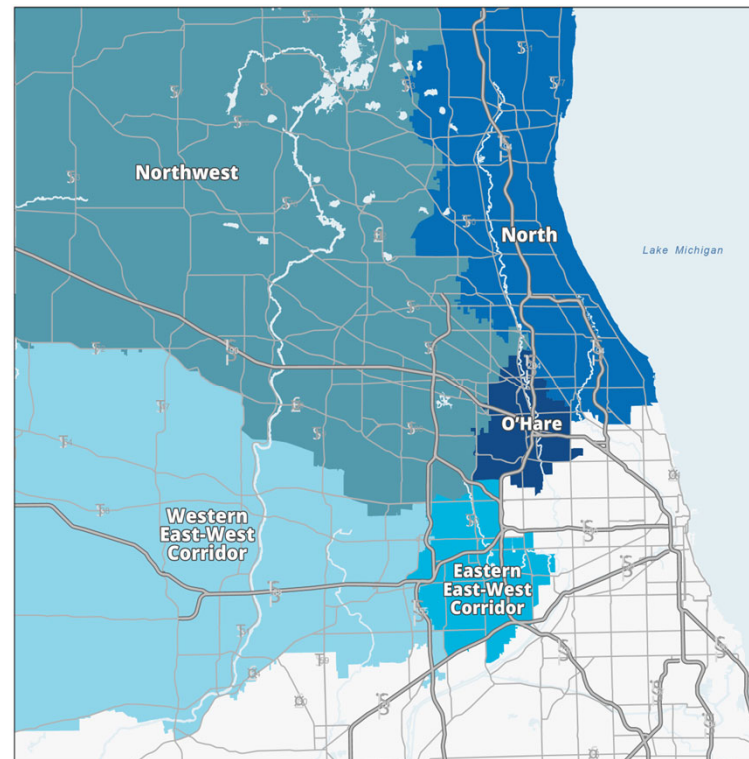 Northwest
North
Lake Michigan
O'Hare
Western
East-West
Corridor
Eastern
East-West
Corridor